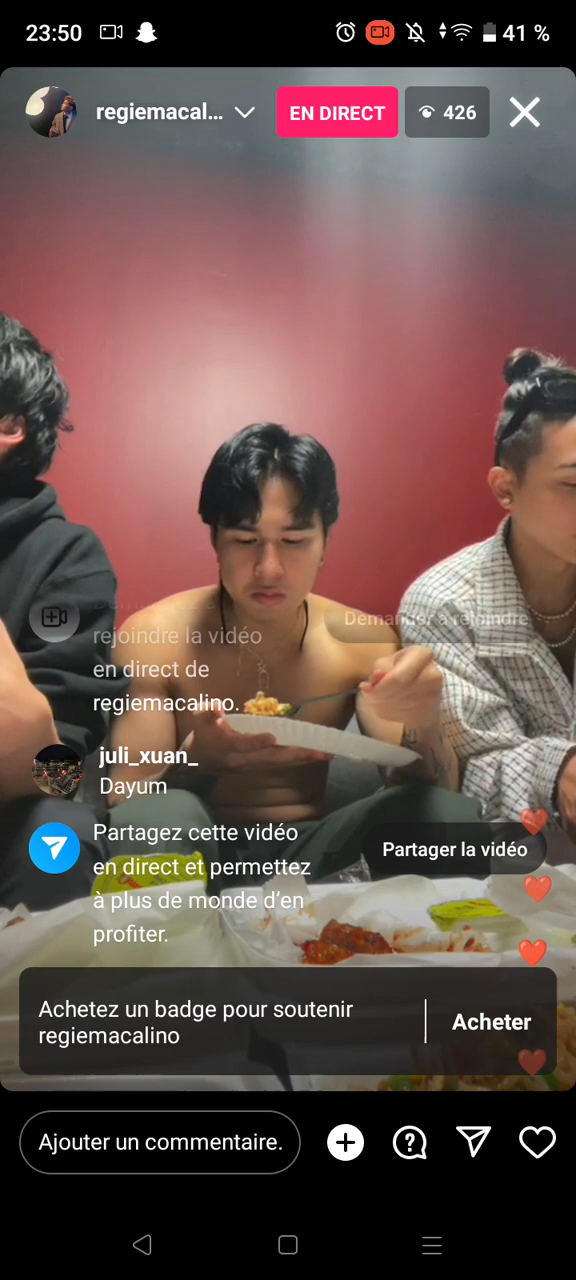 23:50
41 %
regiemacal...
EN DIRECT
426
rejoindre la vidéo
Demander à rejoindre
en direct de
regiemacalino.
juli_xuan_
Dayum
Partagez cette vidéo
en direct et permettez
à plus de monde d'en
profiter.
Partager la vidéo
Achetez un badge pour soutenir
regiemacalino
Acheter
Ajouter un commentaire.